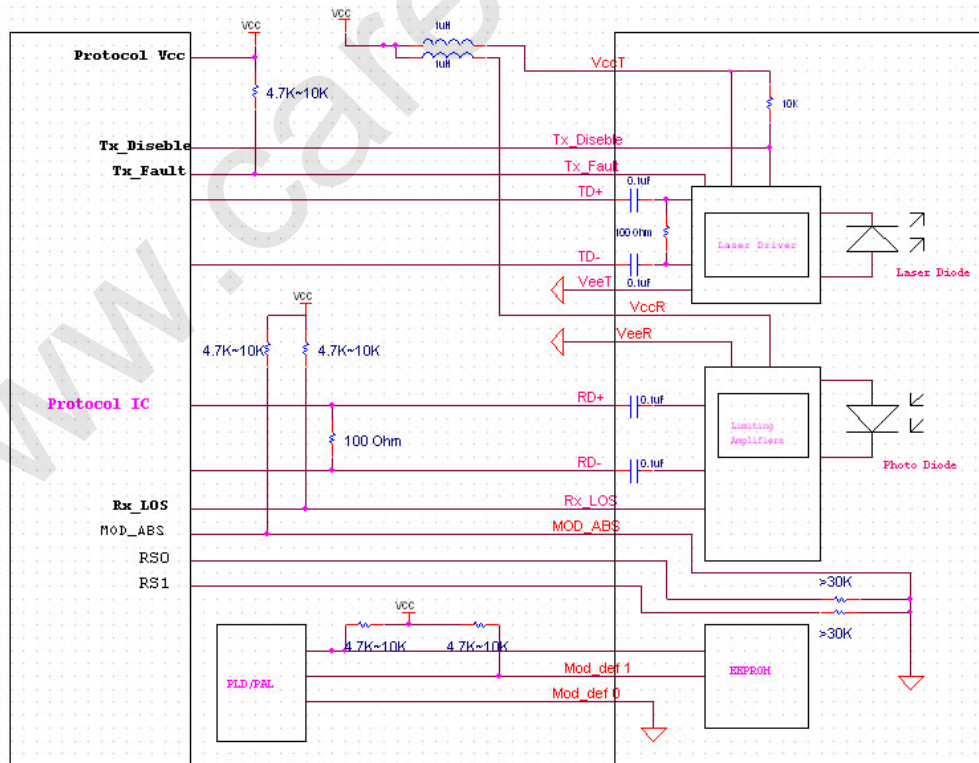 VCC
VCC
1uH
1uH
Protocol Vcc
VccT
4.7K~10K
10K
Tx_Diseble
Tx_Diseble
Tx_Fault
Tx_Fault
TD+
0.1uF
100 Ohm
Laser Driver
TD-
Laser Diode
0.1uF
VeeT
VCC
VccR
VeeR
4.7K~10K
4.7K~10K
Protocol IC
RD+
0.1uF
Limiting
Amplifiers
100 Ohm
RD-
0.1uF
Photo Diode
Rx_LOS
Rx_LOS
MOD_ABS
MOD_ABS
RS0
RS1
>30K
VCC
>30K
4.7K~10K
4.7K~10K
PLD/PAL
Mod_def 1
EEPROM
Mod_def 0
www.care